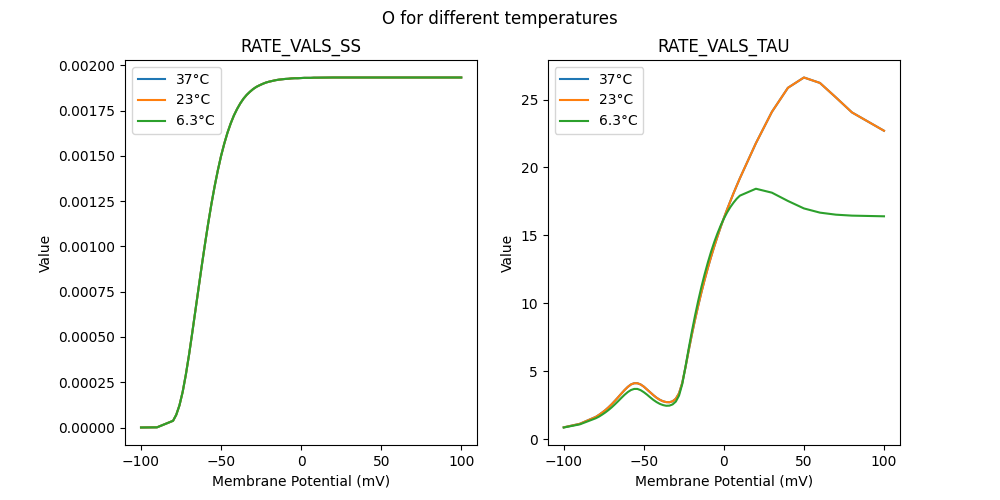 O for different temperatures
RATE_VALS_SS
37°C
23°C
6.3°C
0.00200
0.00175
0.00150
0.00125
0.00100
0.00075
0.00050
0.00025
0.00000
Value
−100
−50
0
50
100
Membrane Potential (mV)
RATE_VALS_TAU
37°C
23°C
6.3°C
25
20
15
10
5
0
Value
−100
−50
0
50
100
Membrane Potential (mV)